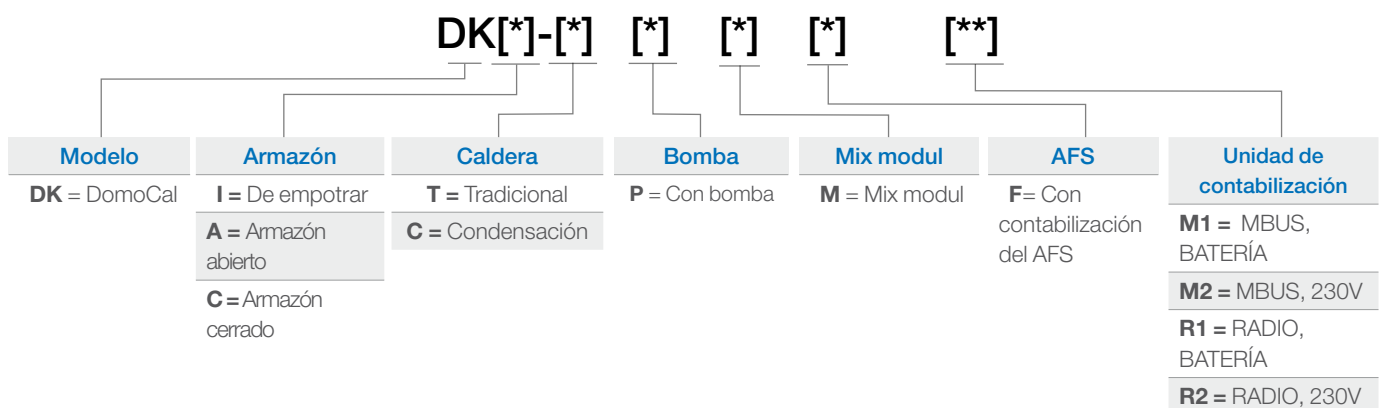 DK[*]-[*] [*] [*] [*] [**]
Modelo
DK = DomoCal
Armazón
I = De empotrar
A = Armazón
abierto
C = Armazón
cerrado
Caldera
T = Tradicional
C = Condensación
Bomba
P = Con bomba
Mix modul
M = Mix modul
AFS
F= Con
contabilización
del AFS
Unidad de
contabilización
M1 = MBUS,
BATERÍA
M2 = MBUS, 230V
R1 = RADIO,
BATERÍA
R2 = RADIO, 230V